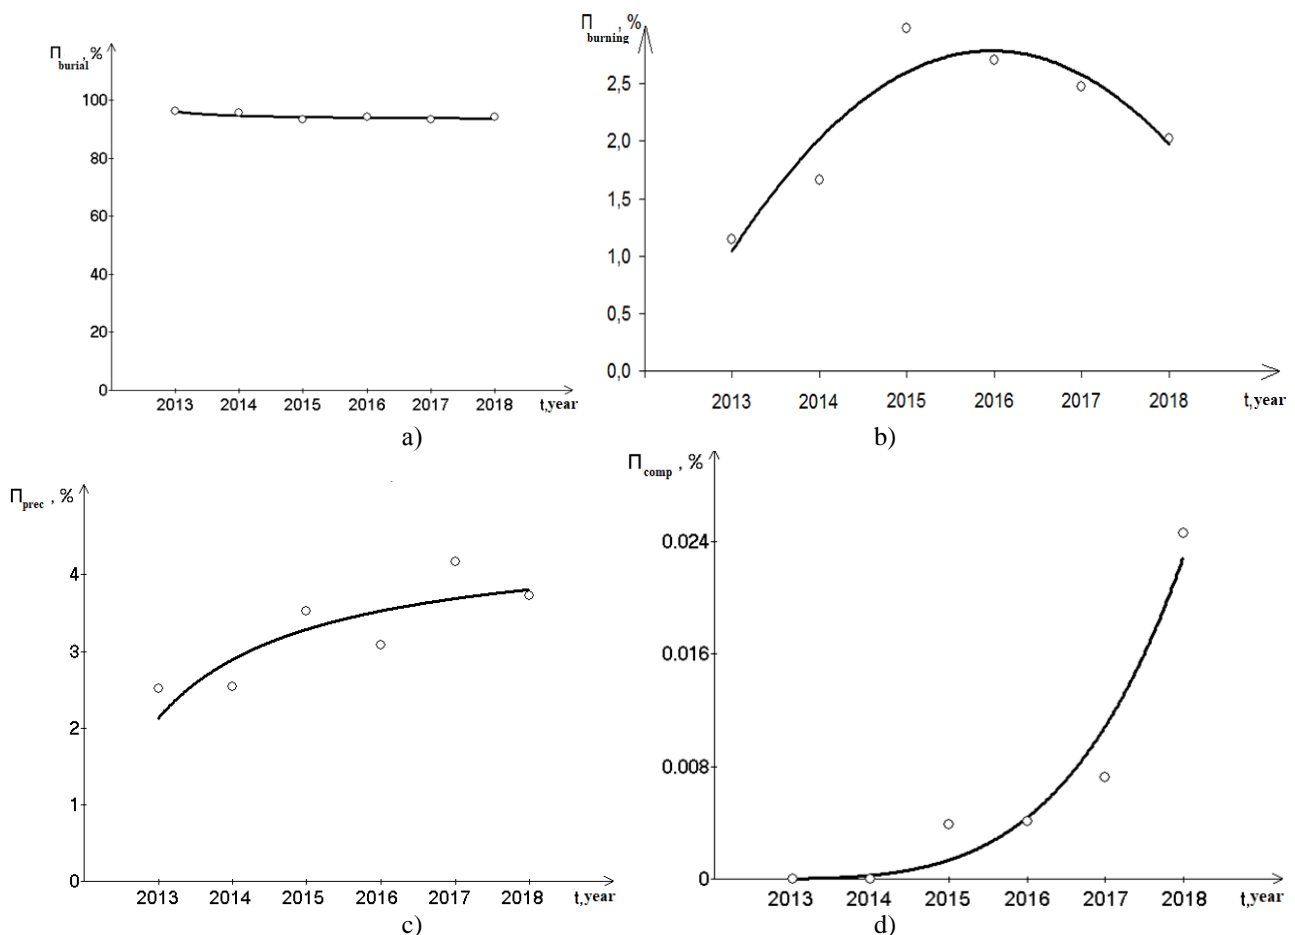 П burial, %
100
80
60
40
20
0
2013 2014 2015 2016 2017 2018 t,year
a)
П burning, %
2,5
2,0
1,5
1,0
0,5
0,0
2013 2014 2015 2016 2017 2018 t,year
b)
П prec , %
4
3
2
1
0
2013 2014 2015 2016 2017 2018 t,year
c)
П comp , %
0.024
0.016
0.008
0
2013 2014 2015 2016 2017 2018 t,year
d)